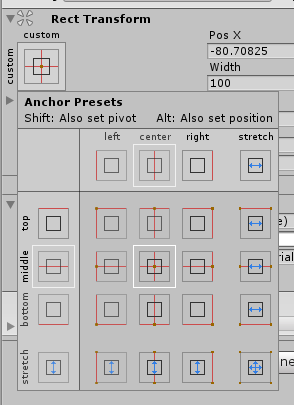 Rect Transform
custom
custom
Pos X
-80.70825
Width
100
Anchor Presets
Shift: Also set pivot Alt: Also set position
left center right stretch
top
middle
bottom
stretch